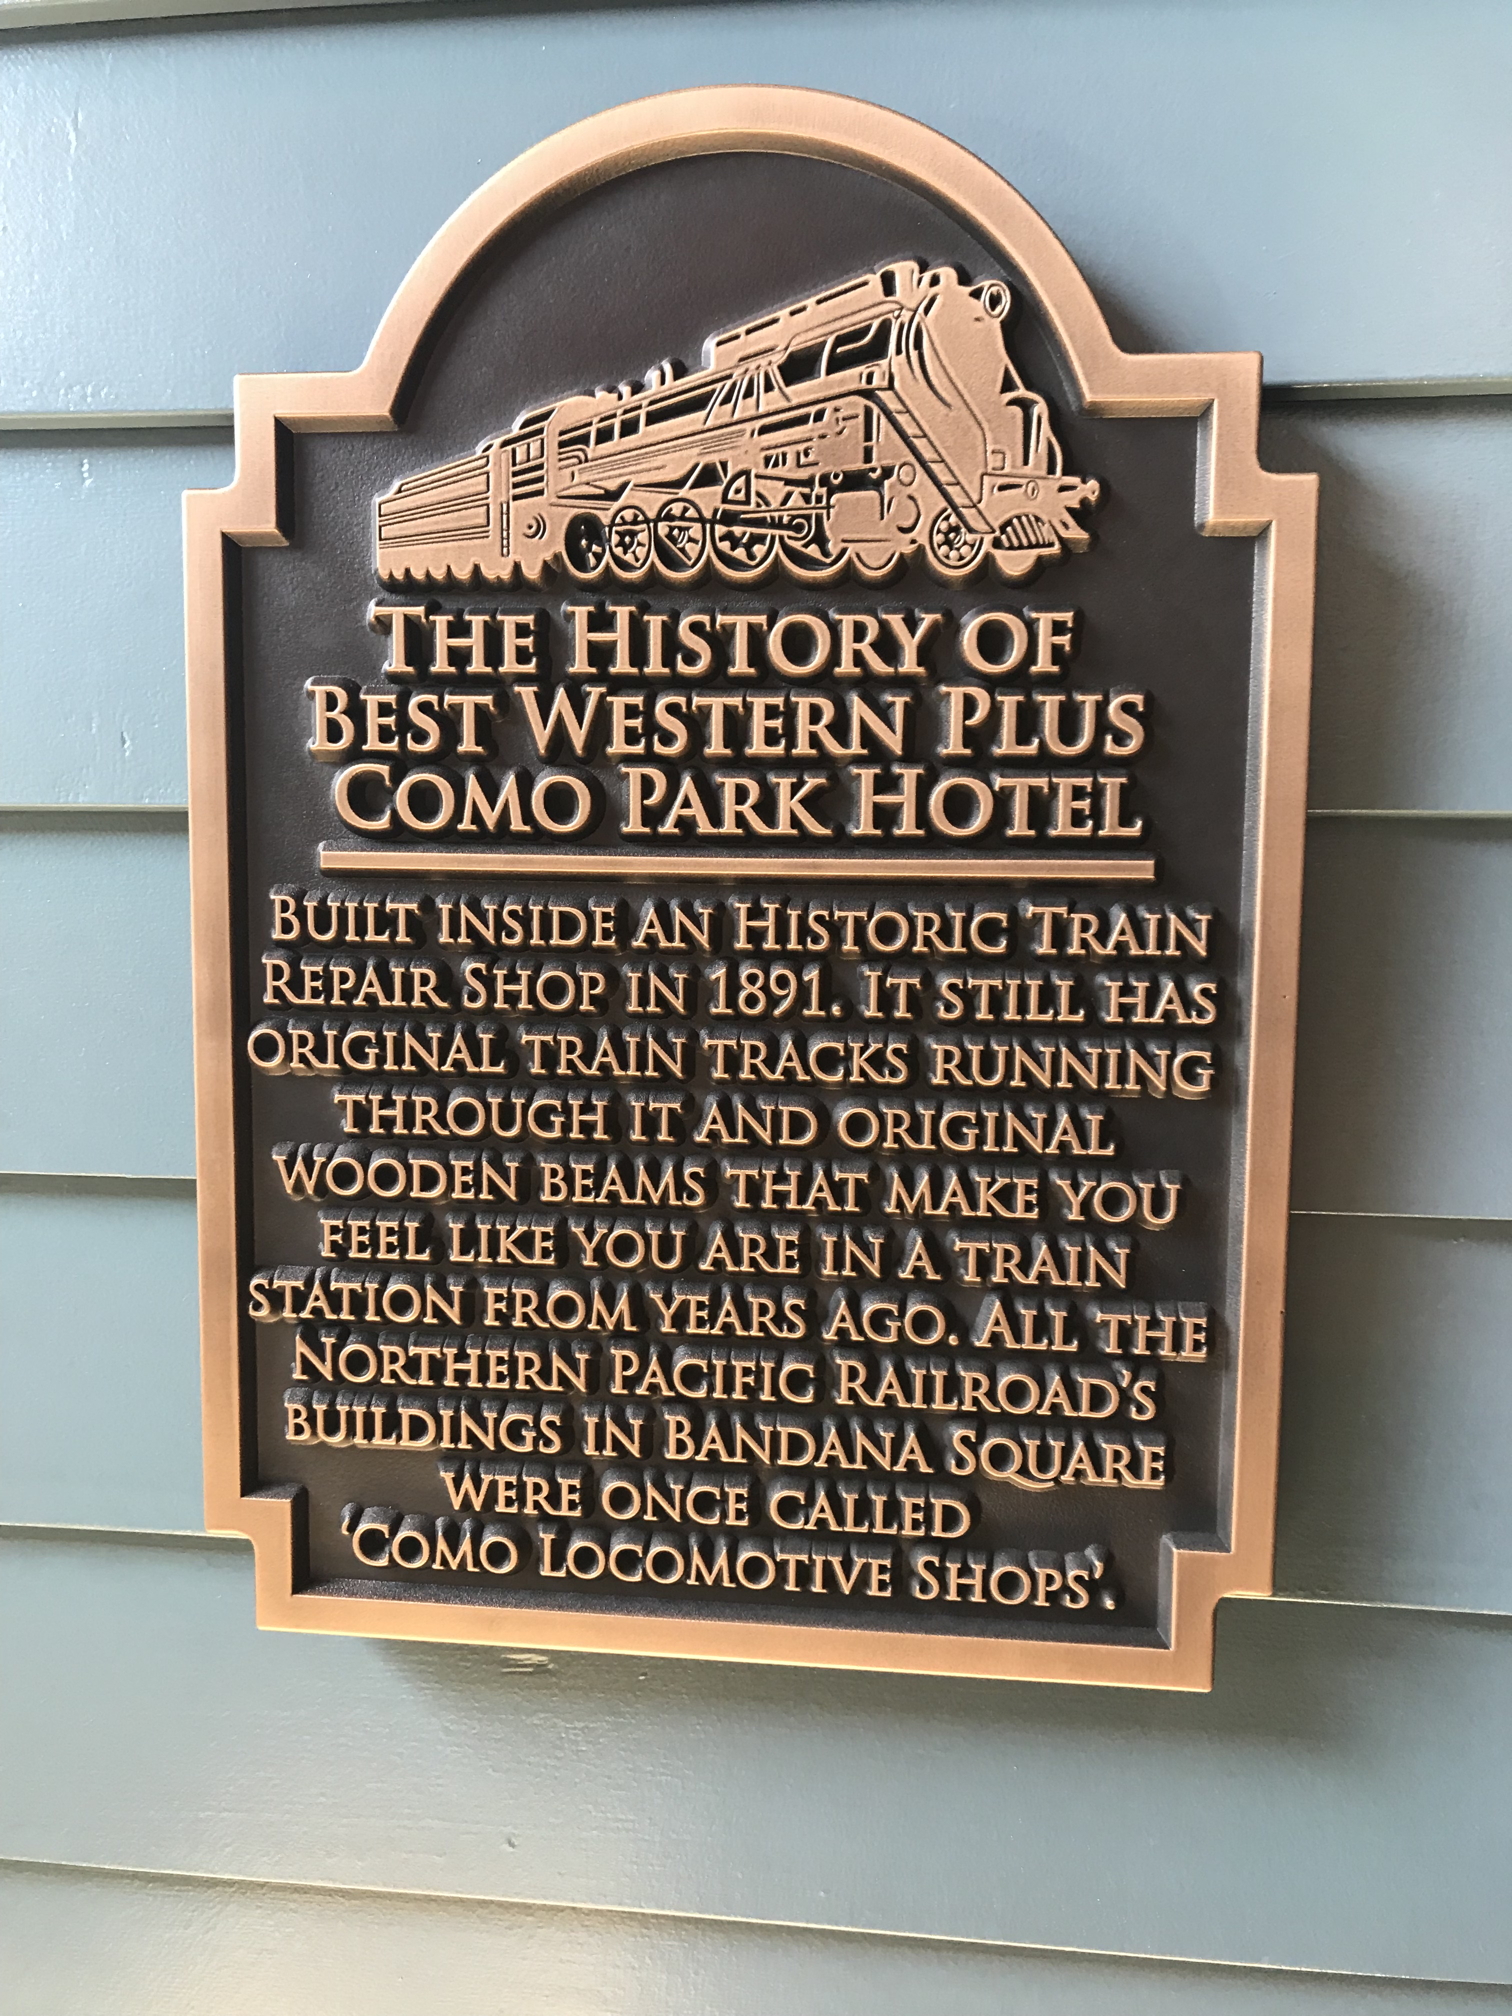 The History of
Best Western Plus
Como Park Hotel
Built inside an Historic Train
Repair Shop in 1891. It still has
original train tracks running
through it and original
wooden beams that make you
feel like you are in a train
station from years ago. All the
Northern Pacific Railroad's
buildings in Bandana Square
were once called
'Como Locomotive Shops'.